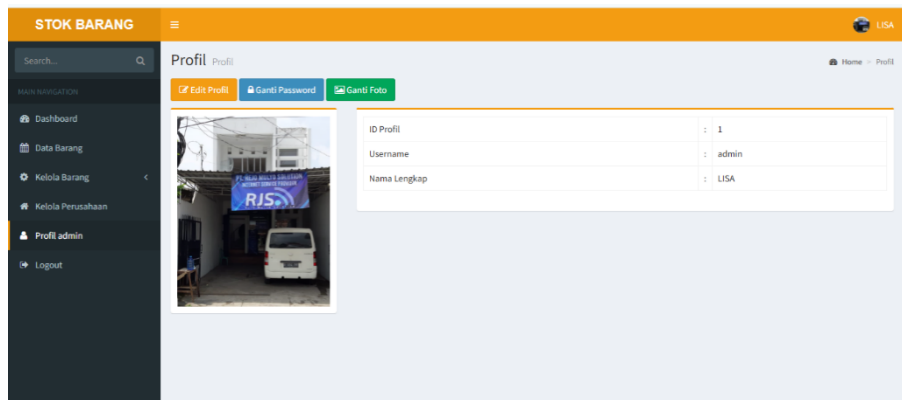 STOK BARANG
LISA
Search...
Profil Profil
Home > Profil
MAIN NAVIGATION
Edit Profil Ganti Password Ganti Foto
Dashboard
Data Barang
Kelola Barang
Kelola Perusahaan
Profil admin
Logout
RJS
ID Profil : 1
Username : admin
Nama Lengkap : LISA